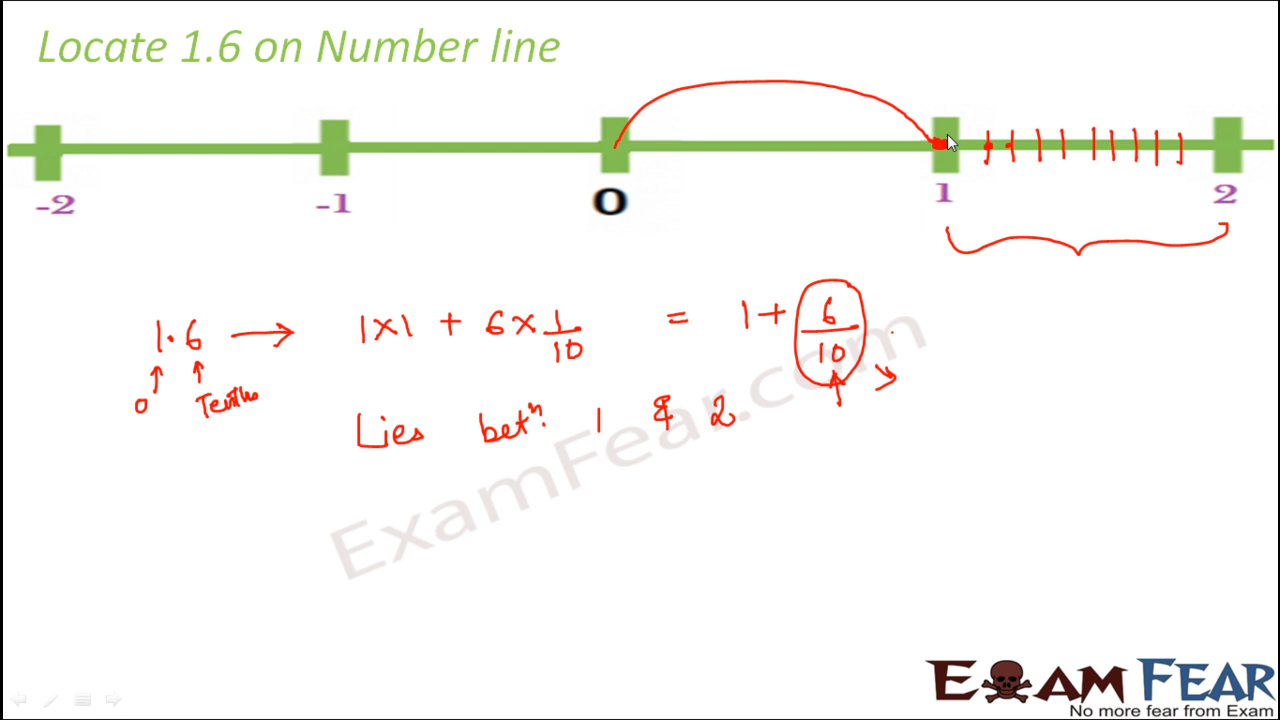 Locate 1.6 on Number line
-2 -1 0 1 2
1.6 → 1×1 + 6×1/10 = 1+ 6/10
O Tenths
Lies betⁿ. 1 & 2
ExamFear.com
EXAM FEAR
No more fear from Exam